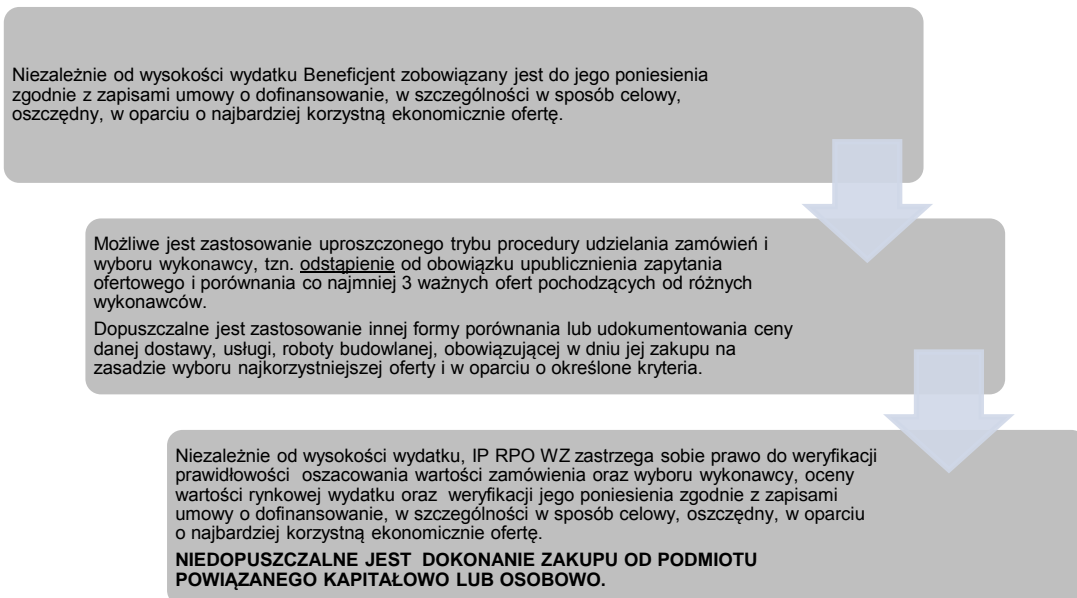 Niezależnie od wysokości wydatku Beneficjent zobowiązany jest do jego poniesienia
zgodnie z zapisami umowy o dofinansowanie, w szczególności w sposób celowy,
oszczędny, w oparciu o najbardziej korzystną ekonomicznie ofertę.
Możliwe jest zastosowanie uproszczonego trybu procedury udzielania zamówień i
wyboru wykonawcy, tzn. odstąpienie od obowiązku upublicznienia zapytania
ofertowego i porównania co najmniej 3 ważnych ofert pochodzących od różnych
wykonawców.
Dopuszczalne jest zastosowanie innej formy porównania lub udokumentowania ceny
danej dostawy, usługi, roboty budowlanej, obowiązującej w dniu jej zakupu na
zasadzie wyboru najkorzystniejszej oferty i w oparciu o określone kryteria.
Niezależnie od wysokości wydatku, IP RPO WZ zastrzega sobie prawo do weryfikacji
prawidłowości oszacowania wartości zamówienia oraz wyboru wykonawcy, oceny
wartości rynkowej wydatku oraz weryfikacji jego poniesienia zgodnie z zapisami
umowy o dofinansowanie, w szczególności w sposób celowy, oszczędny, w oparciu
o najbardziej korzystną ekonomicznie ofertę.
NIEDOPUSZCZALNE JEST DOKONANIE ZAKUPU OD PODMIOTU
POWIĄZANEGO KAPITAŁOWO LUB OSOBOWO.